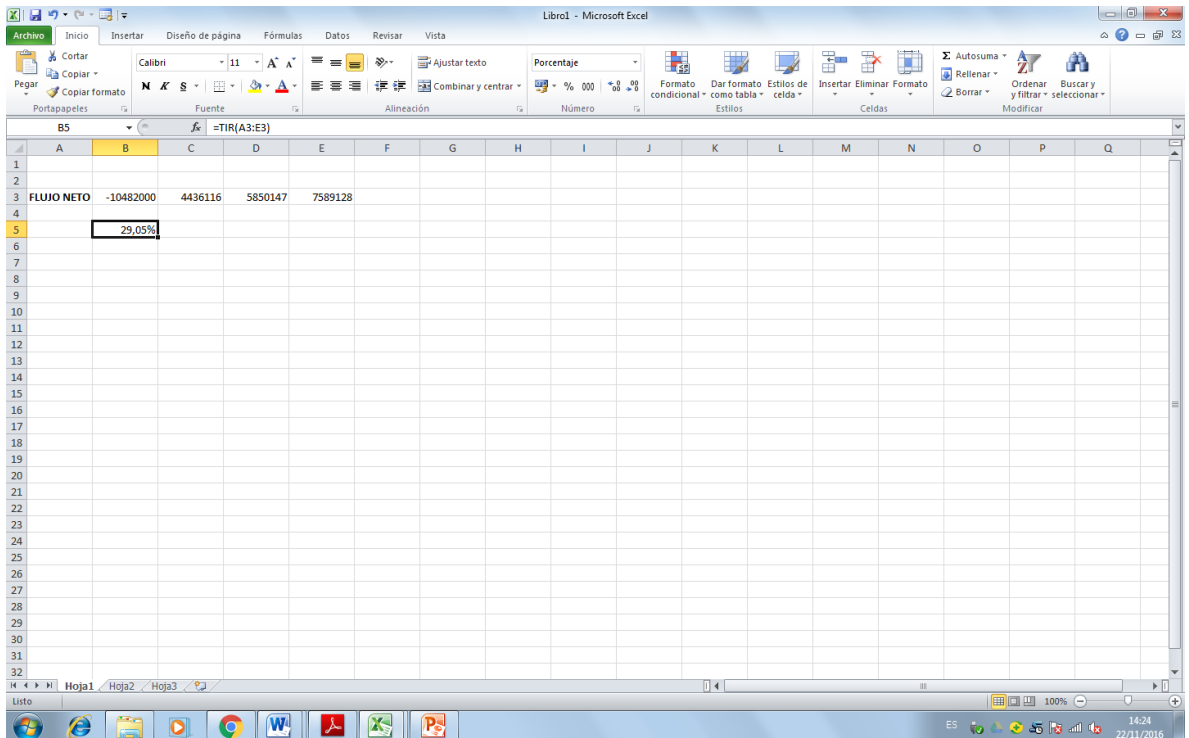 Libro1 - Microsoft Excel
Archivo Inicio Insertar Diseño de página Fórmulas Datos Revisar Vista
Cortar
Copiar
Copiar formato
Pegar
Portapapeles
Calibri 11
N K S
Fuente
Ajustar texto
Combinar y centrar
Alineación
Porcentaje
% 000
Número
Formato condicional
Dar formato como tabla
Estilos de celda
Estilos
Insertar Eliminar Formato
Celdas
Σ Autosuma
Rellenar
Borrar
Ordenar y filtrar
Buscar y seleccionar
Modificar
B5 fx =TIR(A3:E3)
A B C D E F G H I J K L M N O P Q
1
2
3 FLUJO NETO -10482000 4436116 5850147 7589128
4
5 29,05%
6
7
8
9
10
11
12
13
14
15
16
17
18
19
20
21
22
23
24
25
26
27
28
29
30
31
32
Hoja1 Hoja2 Hoja3
Listo 100%
ES 14:24
22/11/2016